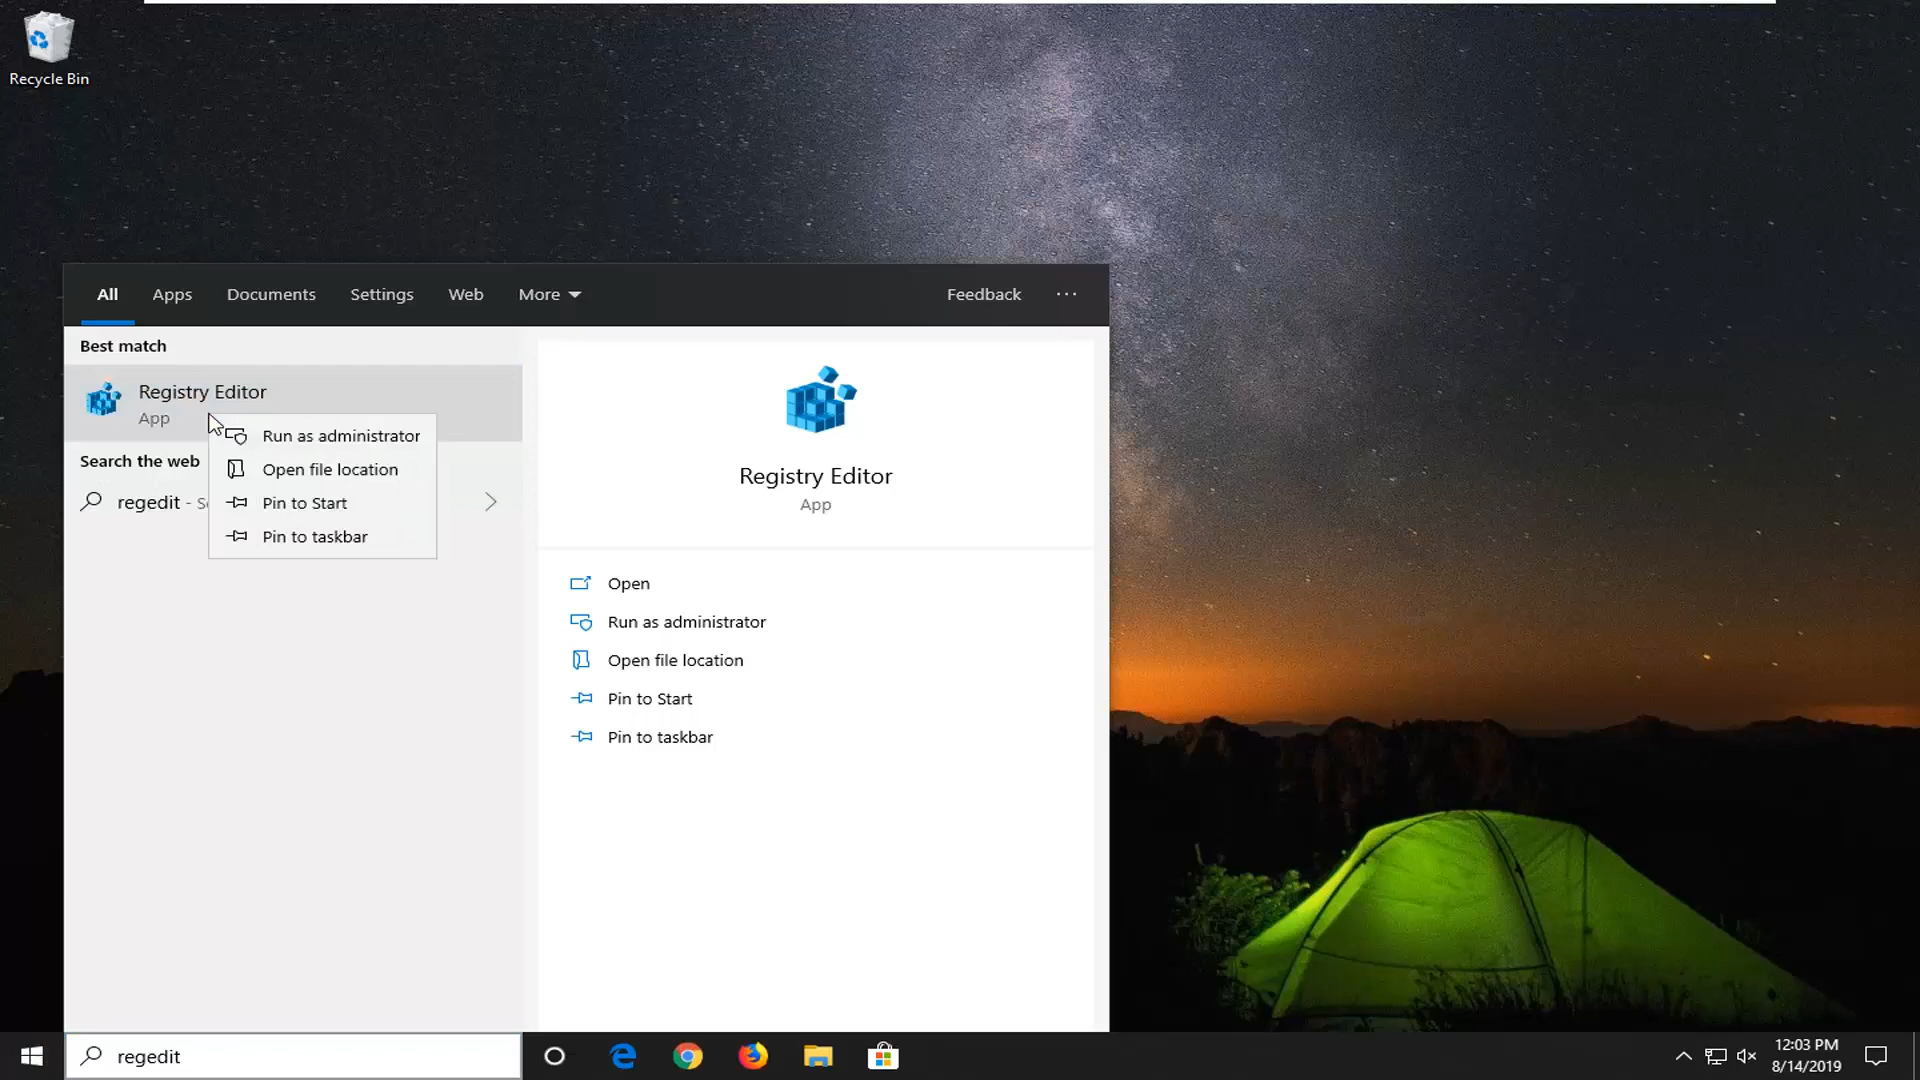 Recycle Bin
All Apps Documents Settings Web More Feedback
Best match
Registry Editor
App
Run as administrator
Open file location
Pin to Start
Pin to taskbar
Search the web
regedit -
Registry Editor
App
Open
Run as administrator
Open file location
Pin to Start
Pin to taskbar
regedit
12:03 PM
8/14/2019